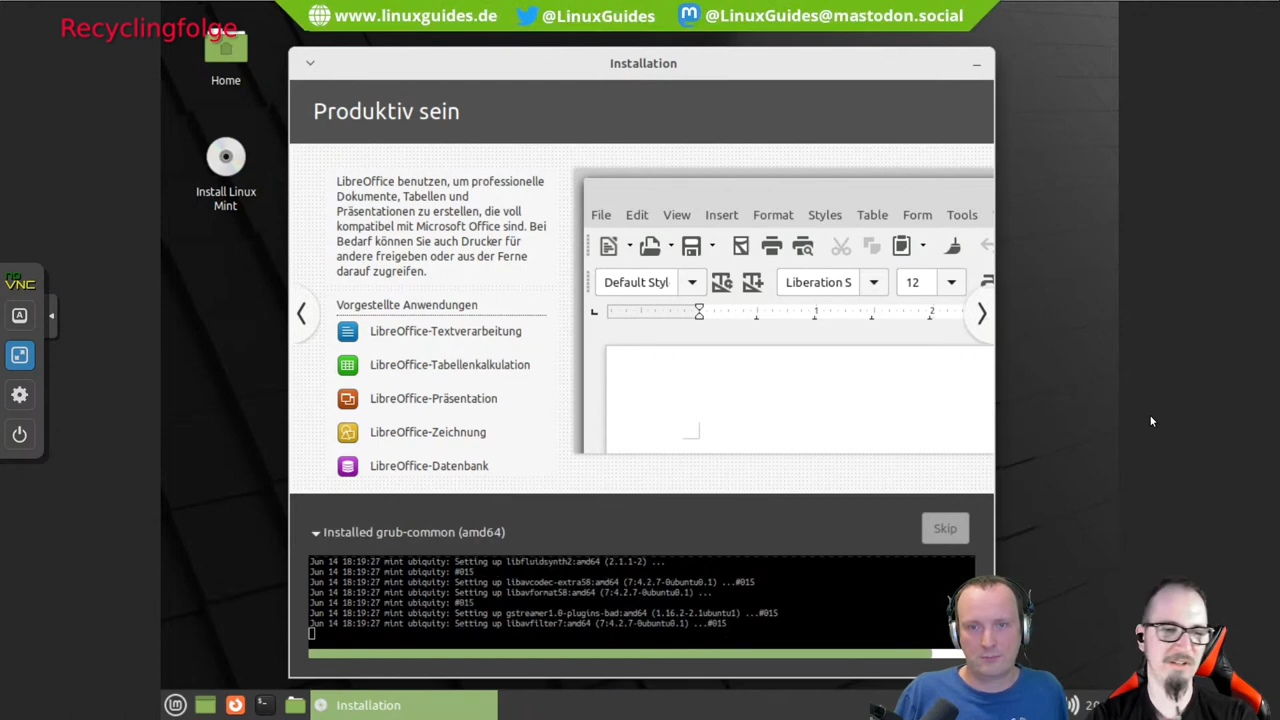 www.linuxguides.de @LinuxGuides @LinuxGuides@mastodon.social
Recyclingfolge
Home
Install Linux
Mint
Installation
Produktiv sein
LibreOffice benutzen, um professionelle
Dokumente, Tabellen und
Präsentationen zu erstellen, die voll
kompatibel mit Microsoft Office sind. Bei
Bedarf können Sie auch Drucker für
andere freigeben oder aus der Ferne
darauf zugreifen.
Vorgestellte Anwendungen
LibreOffice-Textverarbeitung
LibreOffice-Tabellenkalkulation
LibreOffice-Präsentation
LibreOffice-Zeichnung
LibreOffice-Datenbank
File Edit View Insert Format Styles Table Form Tools
Default Styl Liberation S 12
1 2
noVNC
A
Installed grub-common (amd64)
Skip
Jun 14 18:19:27 mint ubiquity: Setting up libfluidsynth2:amd64 (2.1.1-2) ...
Jun 14 18:19:27 mint ubiquity: #015
Jun 14 18:19:27 mint ubiquity: Setting up libavcodec-extra58:amd64 (7:4.2.7-0ubuntu0.1) ...#015
Jun 14 18:19:27 mint ubiquity: Setting up libavformat58:amd64 (7:4.2.7-0ubuntu0.1) ...
Jun 14 18:19:27 mint ubiquity: #015
Jun 14 18:19:27 mint ubiquity: Setting up gstreamer1.0-plugins-bad:amd64 (1.16.2-2.1ubuntu1) ...#015
Jun 14 18:19:27 mint ubiquity: Setting up libavfilter7:amd64 (7:4.2.7-0ubuntu0.1) ...#015
Installation